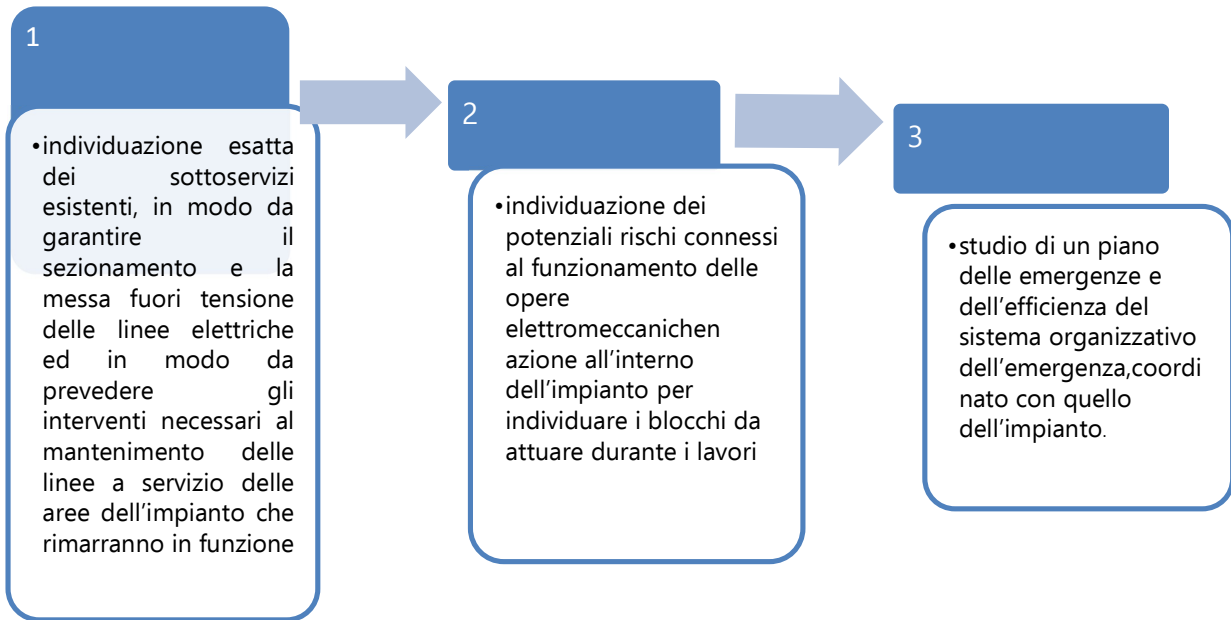 1
•individuazione esatta
dei sottoservizi
esistenti, in modo da
garantire il
sezionamento e la
messa fuori tensione
delle linee elettriche
ed in modo da
prevedere gli
interventi necessari al
mantenimento delle
linee a servizio delle
aree dell’impianto che
rimarranno in funzione
2
•individuazione dei
potenziali rischi connessi
al funzionamento delle
opere
elettromeccanichen
azione all’interno
dell’impianto per
individuare i blocchi da
attuare durante i lavori
3
•studio di un piano
delle emergenze e
dell’efficienza del
sistema organizzativo
dell’emergenza,coordi
nato con quello
dell’impianto.